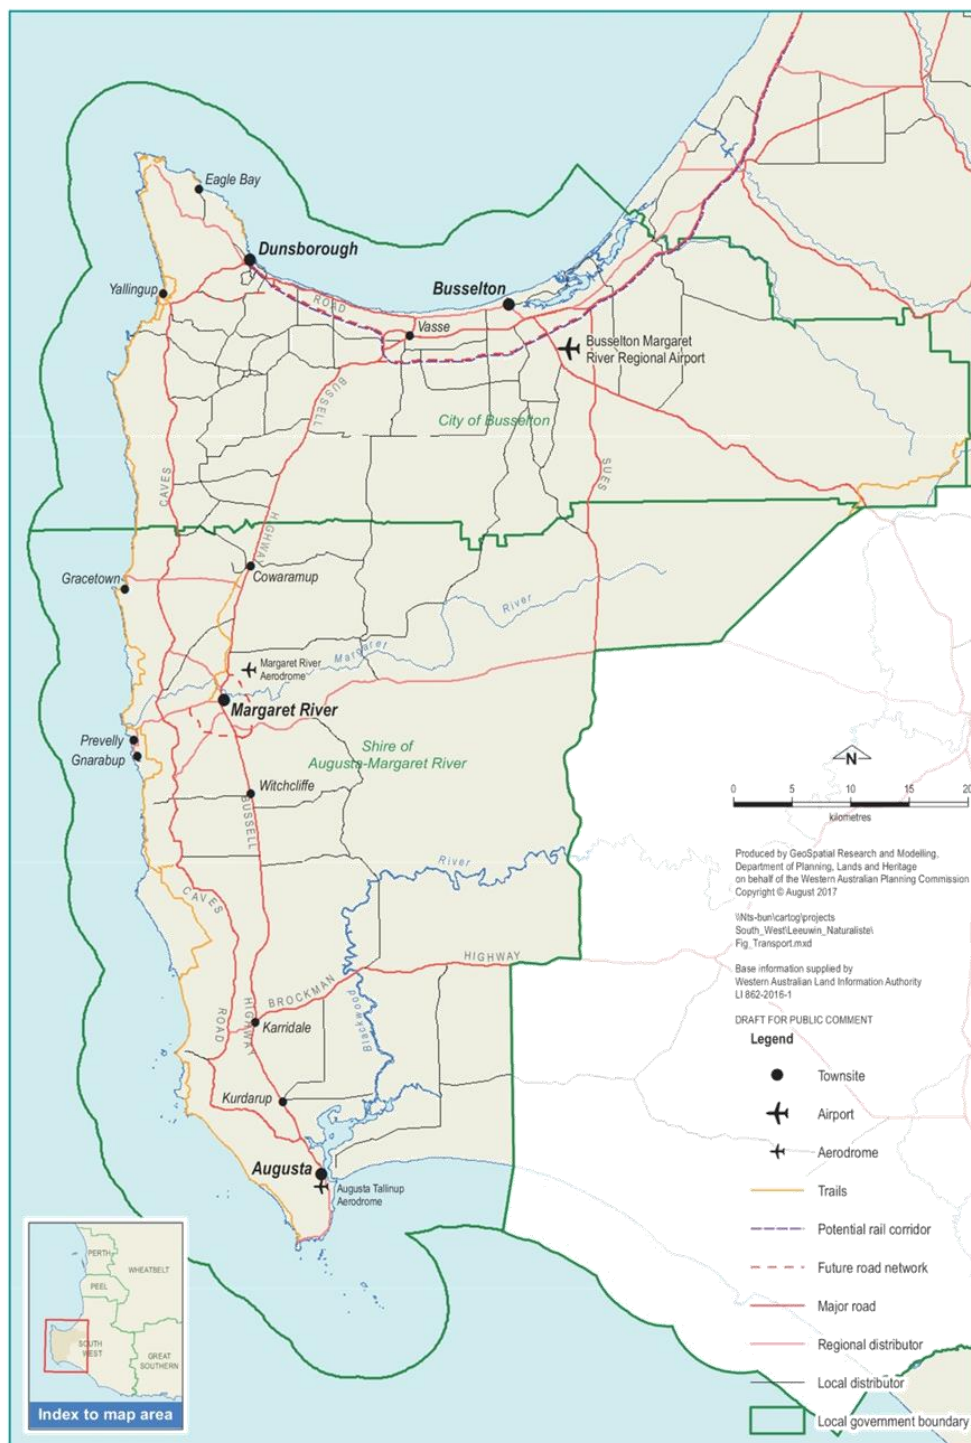 Eagle Bay
Dunsborough
Yallingup
ROAD
Busselton
Vasse
Busselton Margaret
River Regional Airport
BUSSELL
City of Busselton
CAVES
SUES
HIGHWAY
Cowaramup
Gracetown
River
Margaret
Margaret River
Aerodrome
Margaret River
Prevelly
Gnarabup
Shire of
Augusta-Margaret River
N
0 5 10 15 20
kilometres
Witchcliffe
BUSSELL
River
Produced by GeoSpatial Research and Modelling,
Department of Planning, Lands and Heritage
on behalf of the Western Australian Planning Commission
Copyright © August 2017
\\Nts-bun\cartog\projects
South_West\Leeuwin_Naturaliste\
Fig_Transport.mxd
Base information supplied by
Western Australian Land Information Authority
LI 862-2016-1
DRAFT FOR PUBLIC COMMENT
CAVES
HIGHWAY
BROCKMAN
Blackwood
ROAD
HIGHWAY
Karridale
Kurdarup
Augusta
Augusta Tallinup
Aerodrome
Legend
Townsite
Airport
Aerodrome
Trails
Potential rail corridor
Future road network
Major road
Regional distributor
Local distributor
Local government boundary
PERTH
WHEATBELT
PEEL
SOUTH
WEST
GREAT
SOUTHERN
Index to map area